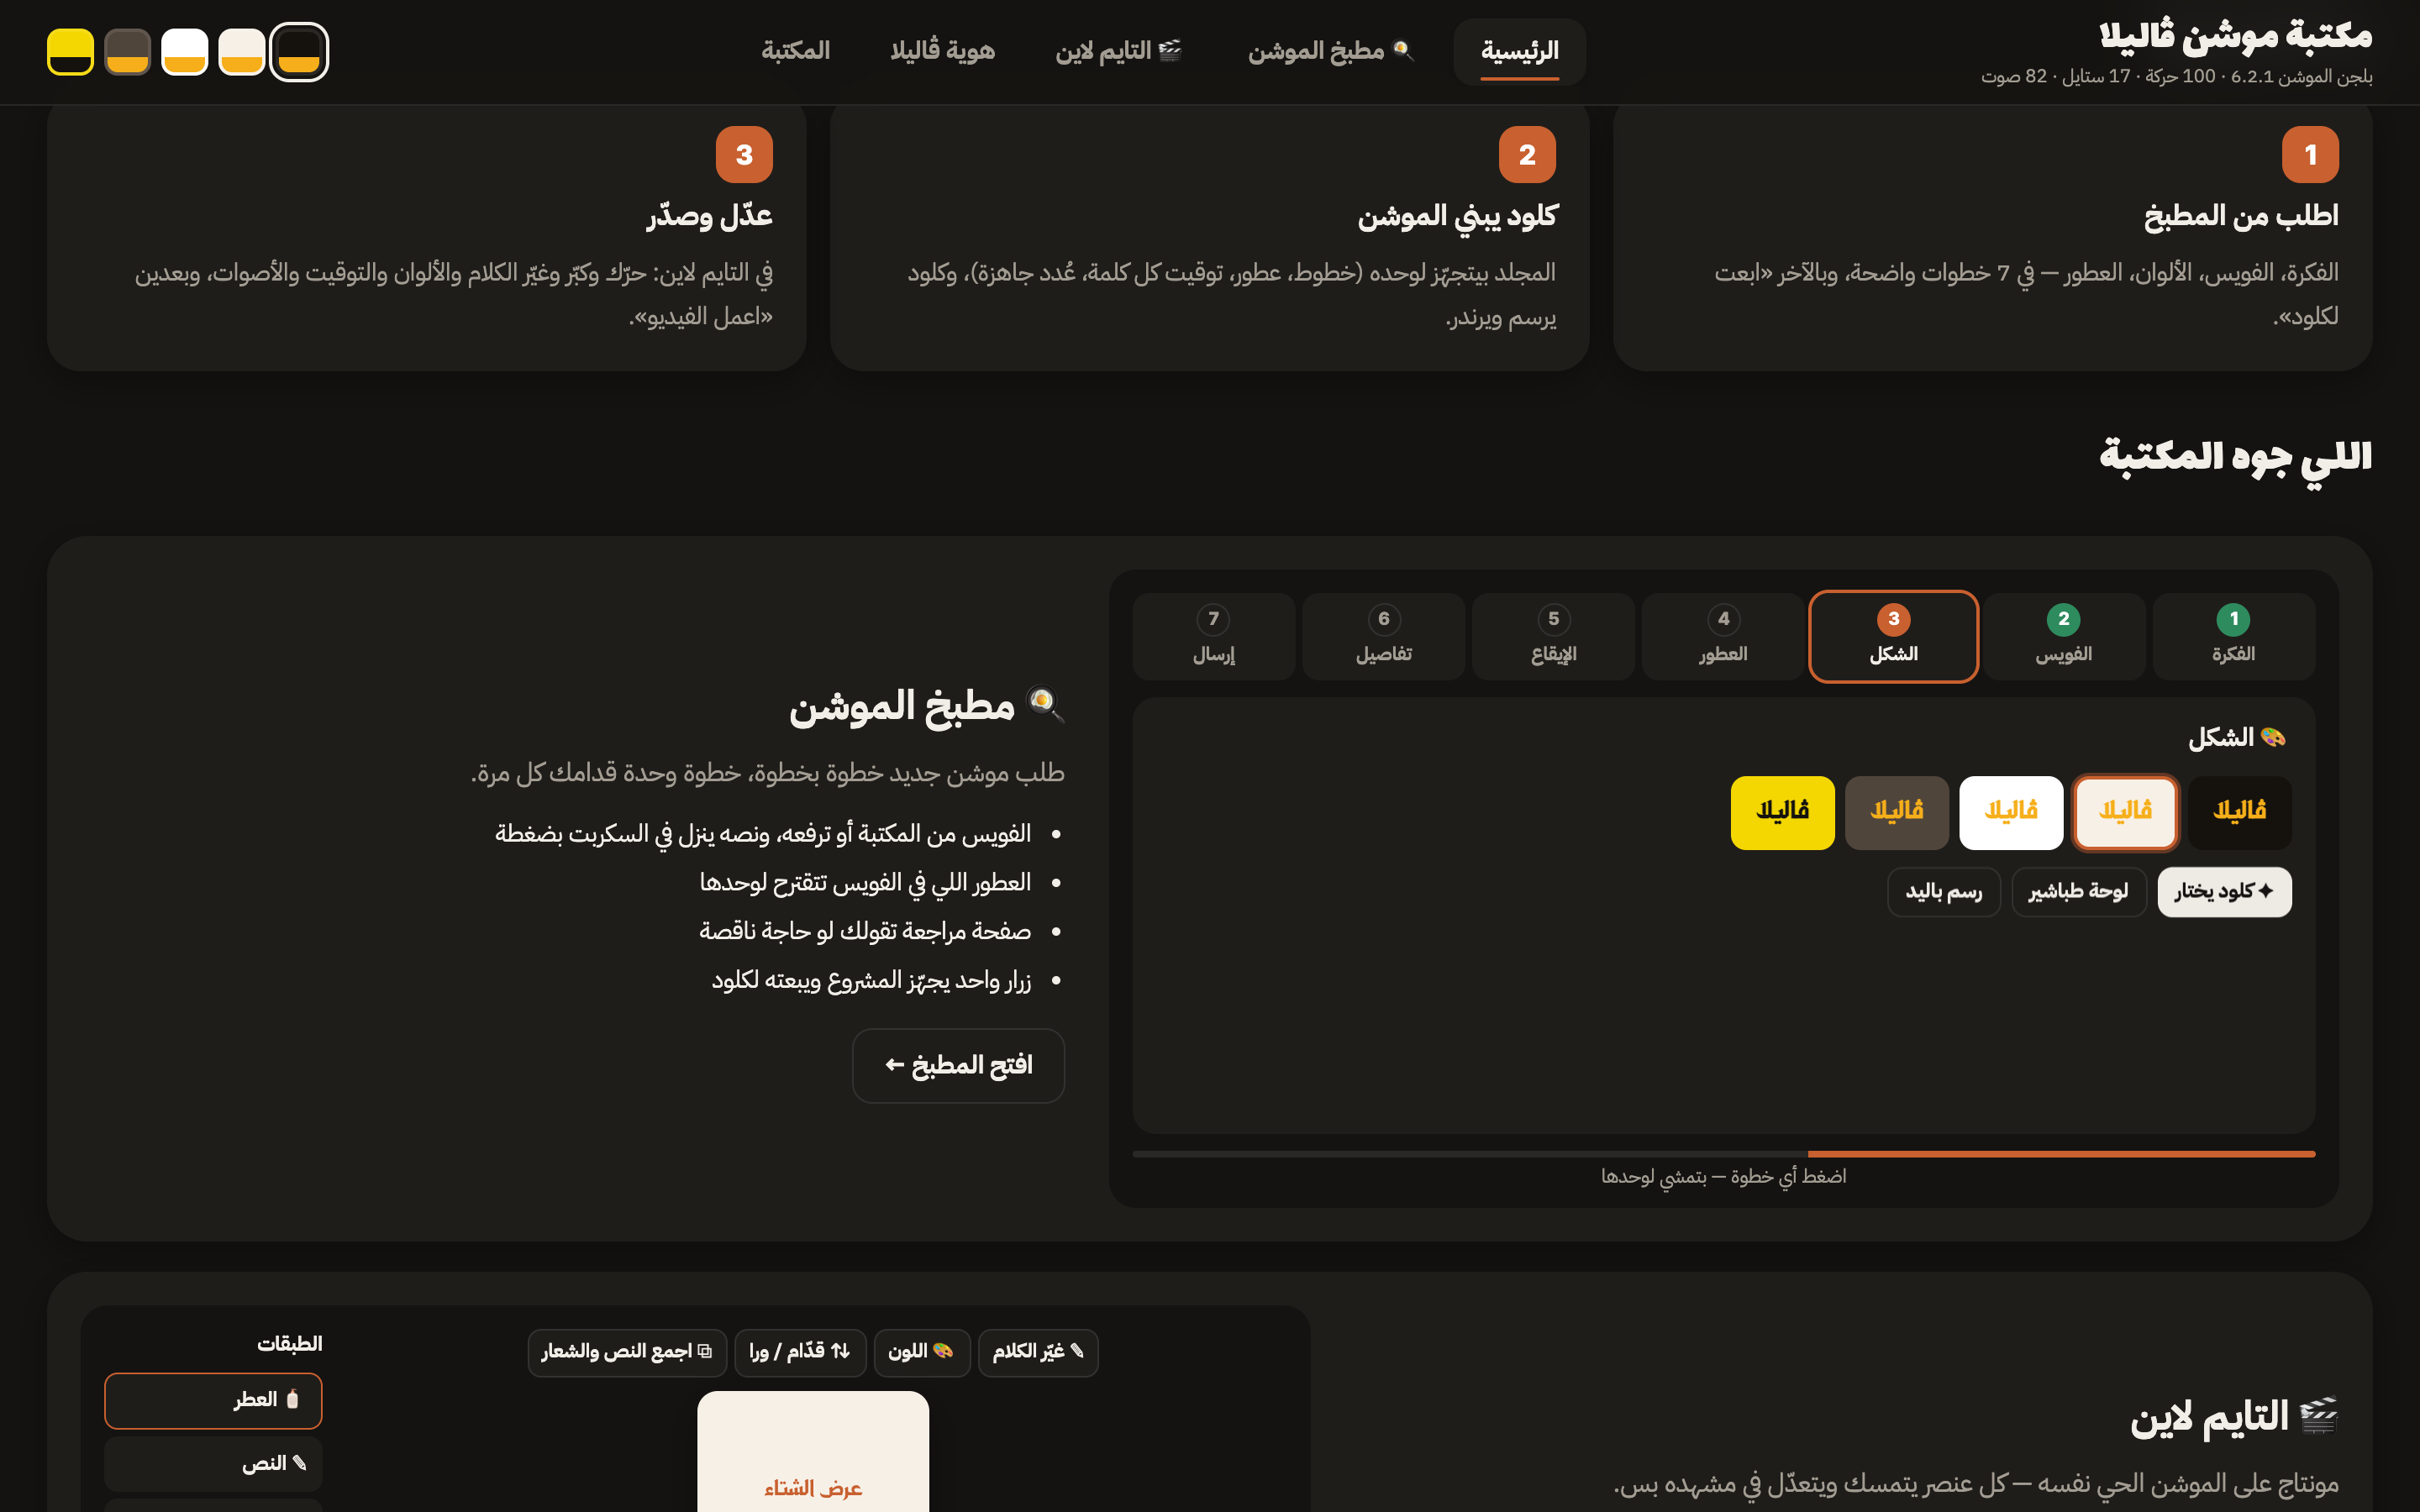 مكتبة موشن ڤاليلا
بلجن الموشن 6.2.1 · 100 حركة · 17 ستايل · 82 صوت
الرئيسية
🍳 مطبخ الموشن
🎬 التايم لاين
هوية ڤاليلا
المكتبة
1
اطلب من المطبخ
الفكرة، الفويس، الألوان، العطور — في 7 خطوات واضحة، وبالآخر «ابعت
لكلود».
2
كلود يبني الموشن
المجلد بيتجهّز لوحده (خطوط، عطور، توقيت كل كلمة، عُدد جاهزة)، وكلود
يرسم ويرندر.
3
عدّل وصدّر
في التايم لاين: حرّك وكبّر وغيّر الكلام والألوان والتوقيت والأصوات، وبعدين
«اعمل الفيديو».
اللي جوه المكتبة
1
الفكرة
2
الفويس
3
الشكل
4
العطور
5
الإيقاع
6
تفاصيل
7
إرسال
🎨 الشكل
ڤاليلا
ڤاليلا
ڤاليلا
ڤاليلا
ڤاليلا
✦ كلود يختار
لوحة طباشير
رسم باليد
اضغط أي خطوة — بتمشي لوحدها
🍳 مطبخ الموشن
طلب موشن جديد خطوة بخطوة، خطوة وحدة قدامك كل مرة.
• الفويس من المكتبة أو ترفعه، ونصه ينزل في السكربت بضغطة
• العطور اللي في الفويس تتقترح لوحدها
• صفحة مراجعة تقولك لو حاجة ناقصة
• زرار واحد يجهّز المشروع ويبعته لكلود
افتح المطبخ ←
🎬 التايم لاين
مونتاج على الموشن الحي نفسه — كل عنصر يتمسك ويتعدّل في مشهده بس.
✎ غيّر الكلام
🎨 اللون
⇅ قدّام / ورا
⧉ اجمع النص والشعار
عرض الشتاء
الطبقات
🧴 العطر
✎ النص